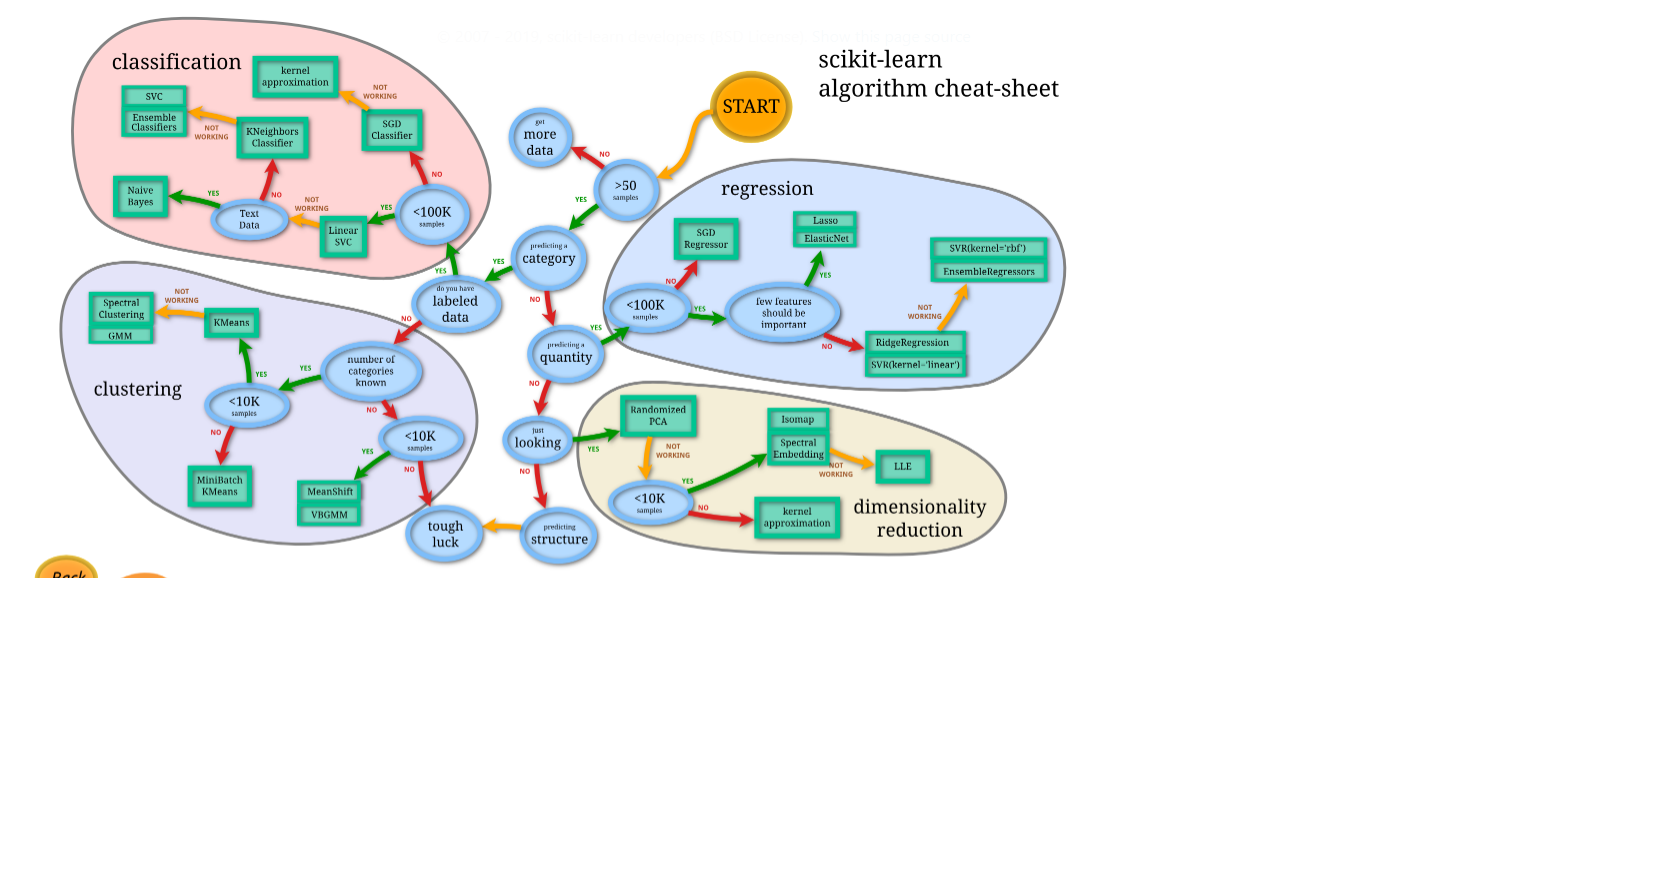 scikit-learn
algorithm cheat-sheet
START
classification
kernel
approximation
NOT
WORKING
SVC
Ensemble
Classifiers
NOT
WORKING
KNeighbors
Classifier
SGD
Classifier
NO
Naive
Bayes
YES
Text
Data
NO
NOT
WORKING
Linear
SVC
YES
<100K
samples
YES
get
more
data
NO
>50
samples
YES
predicting a
category
YES
NO
do you have
labeled
data
NO
predicting a
quantity
YES
NO
just
looking
YES
NO
predicting
structure
tough
luck
regression
SGD
Regressor
NO
<100K
samples
YES
Lasso
ElasticNet
YES
few features
should be
important
NO
SVR(kernel='rbf')
EnsembleRegressors
NOT
WORKING
RidgeRegression
SVR(kernel='linear')
clustering
Spectral
Clustering
GMM
NOT
WORKING
KMeans
YES
<10K
samples
NO
MiniBatch
KMeans
YES
number of
categories
known
NO
<10K
samples
YES
NO
MeanShift
VBGMM
dimensionality
reduction
Randomized
PCA
NOT
WORKING
<10K
samples
YES
NO
Isomap
Spectral
Embedding
NOT
WORKING
LLE
kernel
approximation
Back